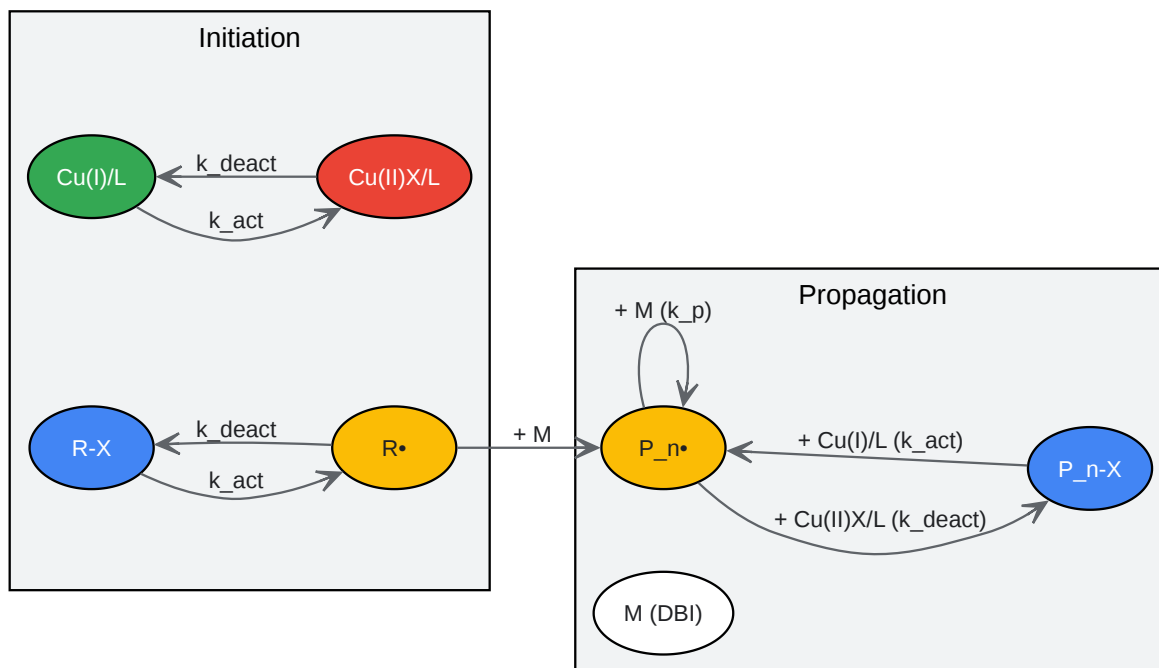 Initiation
k_deact
Cu(I)/L
Cu(II)X/L
k_act
Propagation
+ M (k_p)
k_deact
R-X
R•
k_act
+ M
P_n•
+ Cu(I)/L (k_act)
P_n-X
+ Cu(II)X/L (k_deact)
M (DBI)